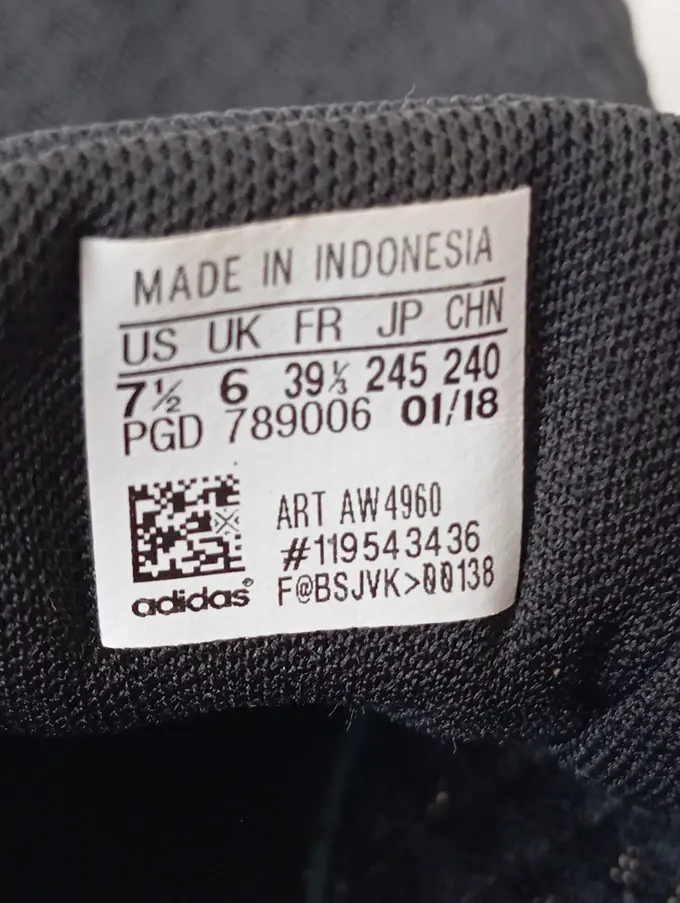 MADE IN INDONESIA
US UK FR JP CHN
7½ 6 39⅓ 245 240
PGD 789006 01/18
ART AW4960
#119543436
adidas® F@BSJVK>00138